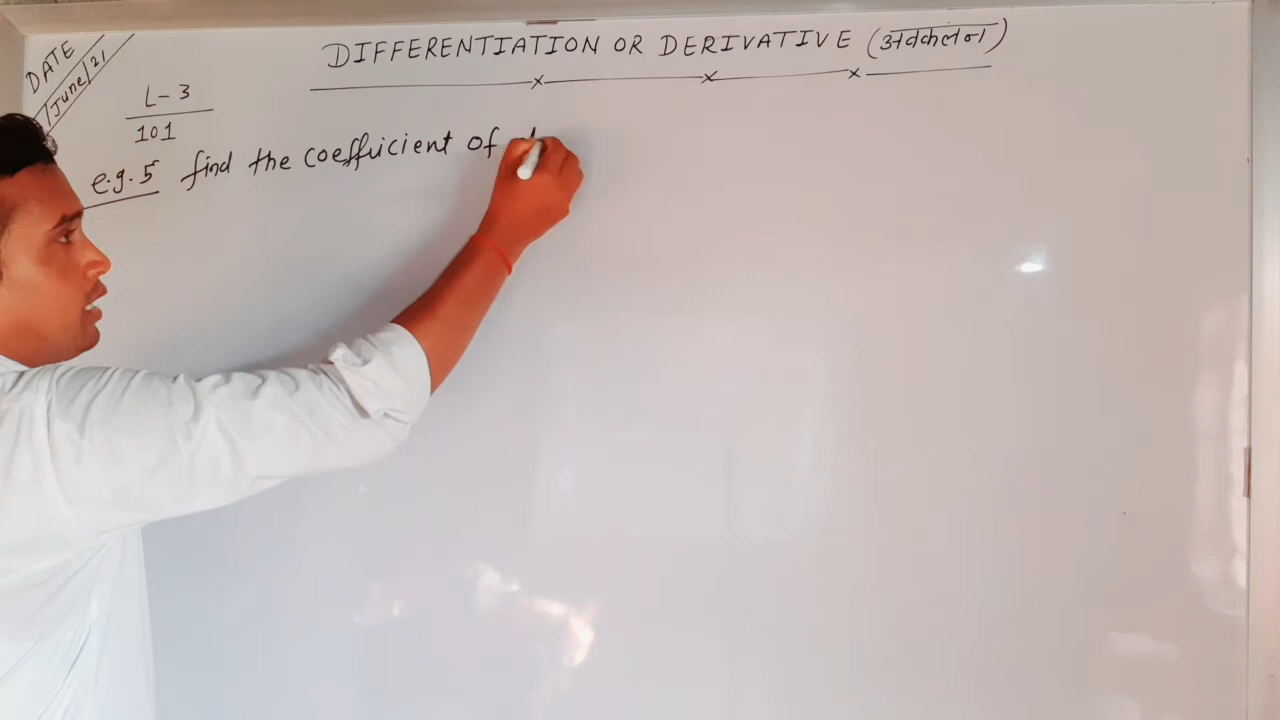 DIFFERENTIATION OR DERIVATIVE (अवकलन)
DATE
/June/21
L-3
101
e.g. 5 find the coefficient of